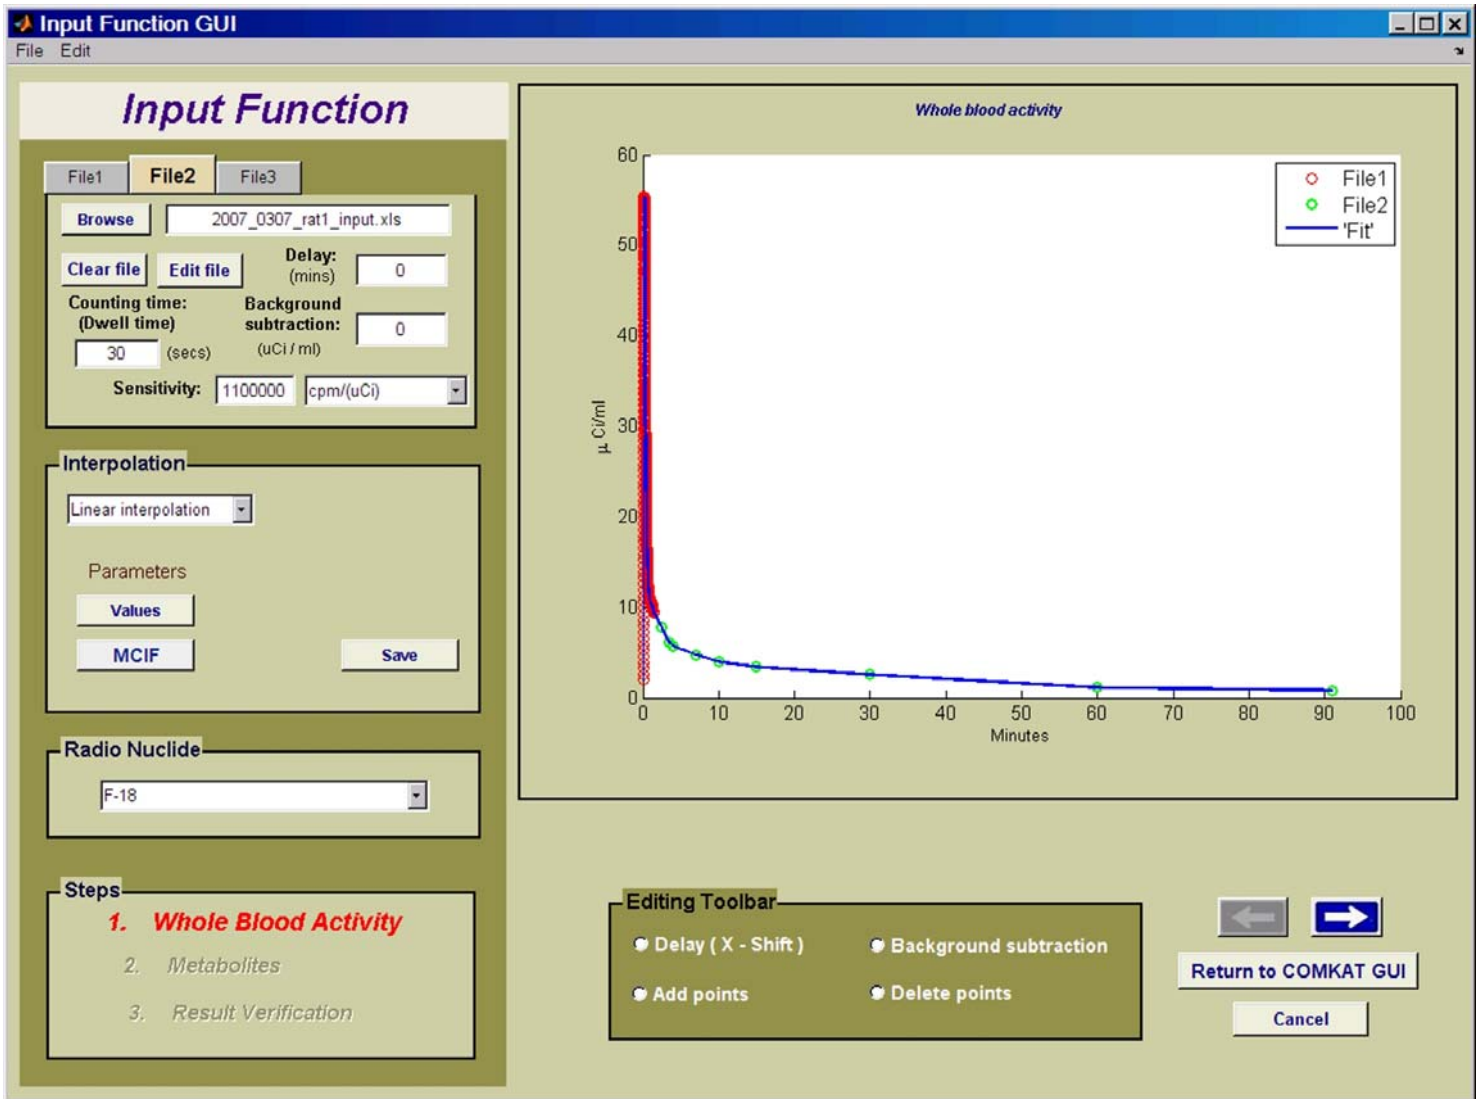 Input Function GUI
File Edit
Input Function
File1 File2 File3
Browse 2007_0307_rat1_input.xls
Clear file Edit file Delay: (mins) 0
Counting time: (Dwell time)
30 (secs)
Background subtraction: (uCi / ml) 0
Sensitivity: 1100000 cpm/(uCi)
Interpolation
Linear interpolation
Parameters
Values
MCIF Save
Radio Nuclide
F-18
Steps
1. Whole Blood Activity
2. Metabolites
3. Result Verification
Whole blood activity
60
50
40
30
20
10
0
μ Ci/ml
0 10 20 30 40 50 60 70 80 90 100
Minutes
File1
File2
'Fit'
Editing Toolbar
Delay ( X - Shift ) Background subtraction
Add points Delete points
Return to COMKAT GUI
Cancel